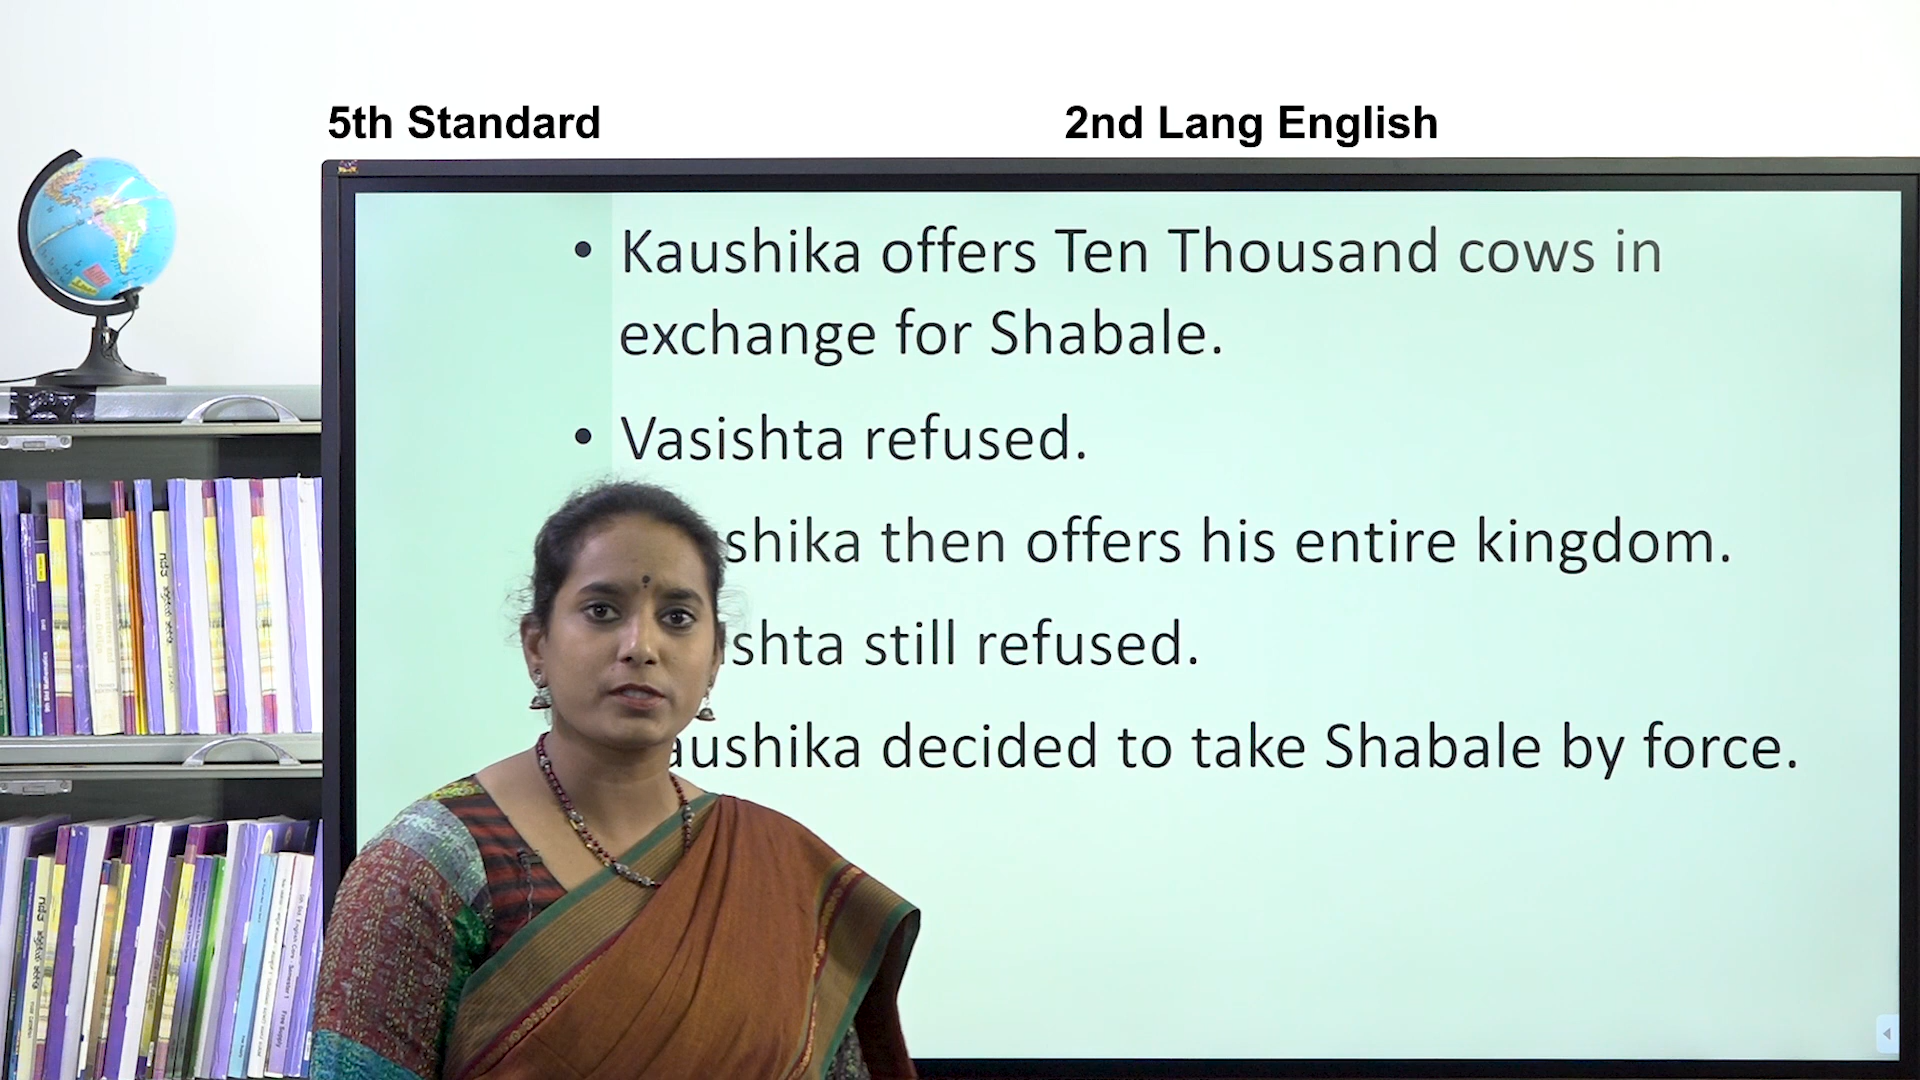 5th Standard
2nd Lang English
• Kaushika offers Ten Thousand cows in
exchange for Shabale.
• Vasishta refused.
shika then offers his entire kingdom.
shta still refused.
aushika decided to take Shabale by force.